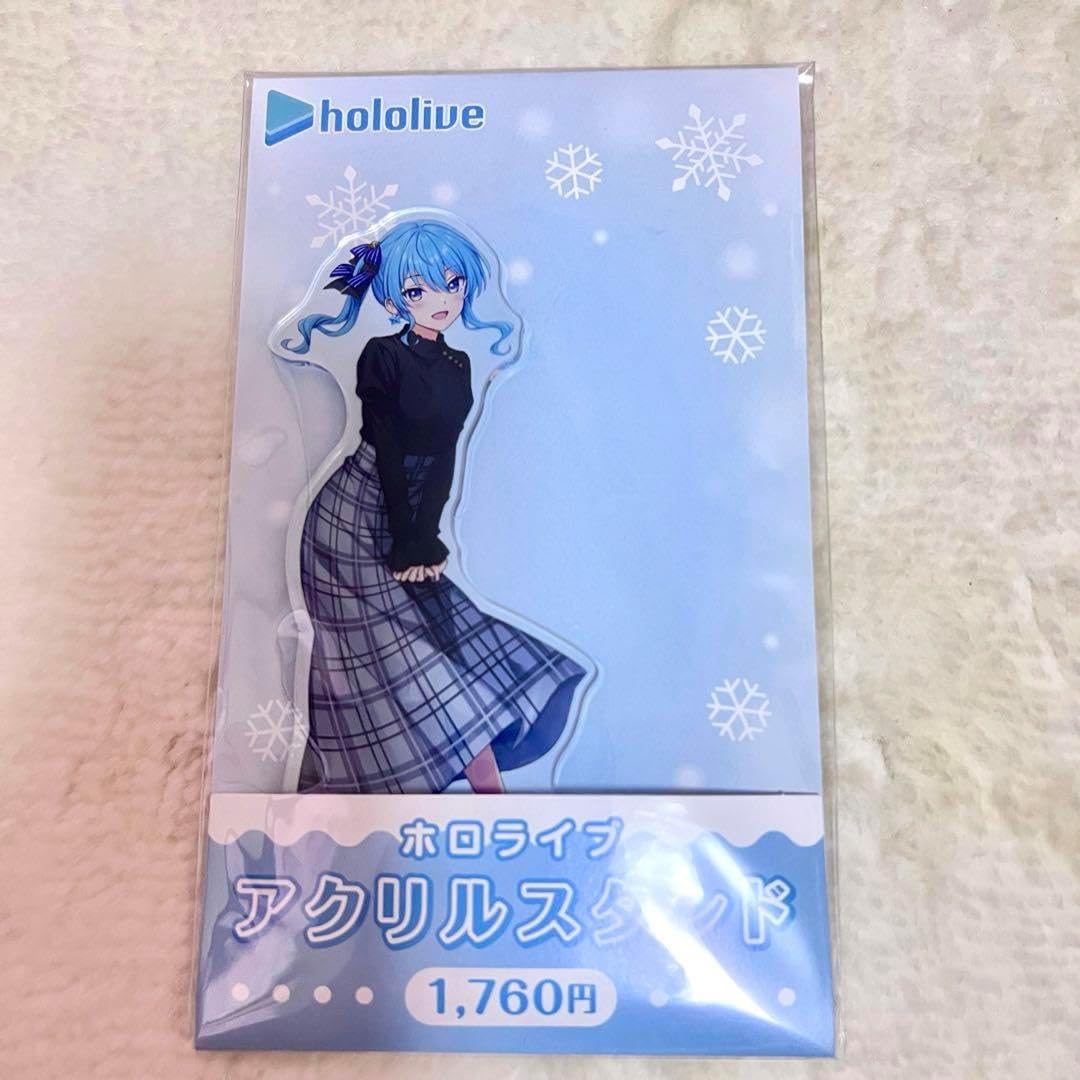 hololive
ホロライブ
アクリルスタンド
1,760円